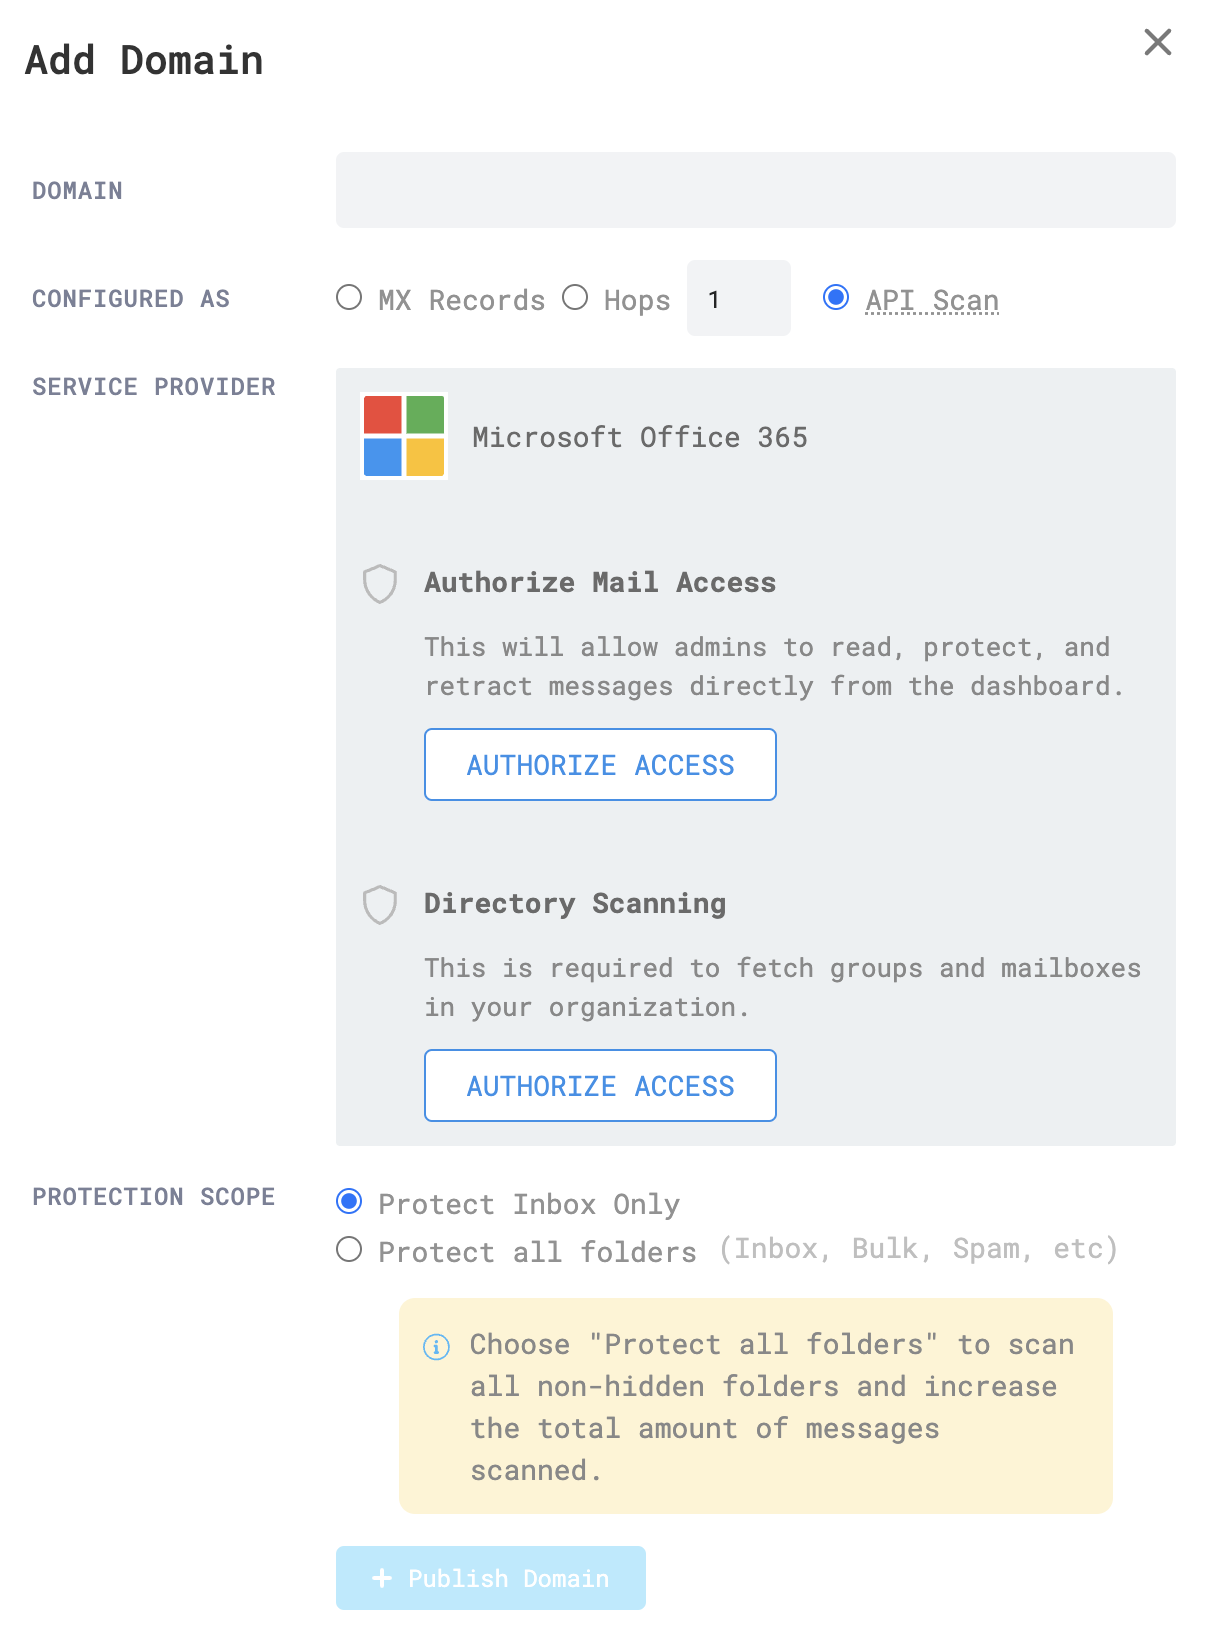 Add Domain
DOMAIN
CONFIGURED AS
MX Records Hops 1 API Scan
SERVICE PROVIDER
Microsoft Office 365
Authorize Mail Access
This will allow admins to read, protect, and
retract messages directly from the dashboard.
AUTHORIZE ACCESS
Directory Scanning
This is required to fetch groups and mailboxes
in your organization.
AUTHORIZE ACCESS
PROTECTION SCOPE
Protect Inbox Only
Protect all folders (Inbox, Bulk, Spam, etc)
Choose "Protect all folders" to scan
all non-hidden folders and increase
the total amount of messages
scanned.
+ Publish Domain